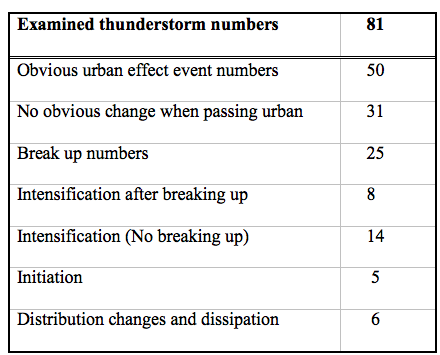 Examined thunderstorm numbers 81
Obvious urban effect event numbers 50
No obvious change when passing urban 31
Break up numbers 25
Intensification after breaking up 8
Intensification (No breaking up) 14
Initiation 5
Distribution changes and dissipation 6